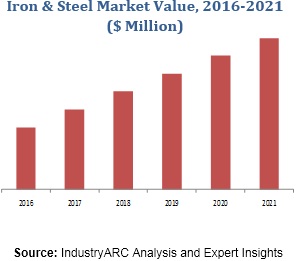 Iron & Steel Market Value, 2016-2021
($ Million)
2016 2017 2018 2019 2020 2021
Source: IndustryARC Analysis and Expert Insights